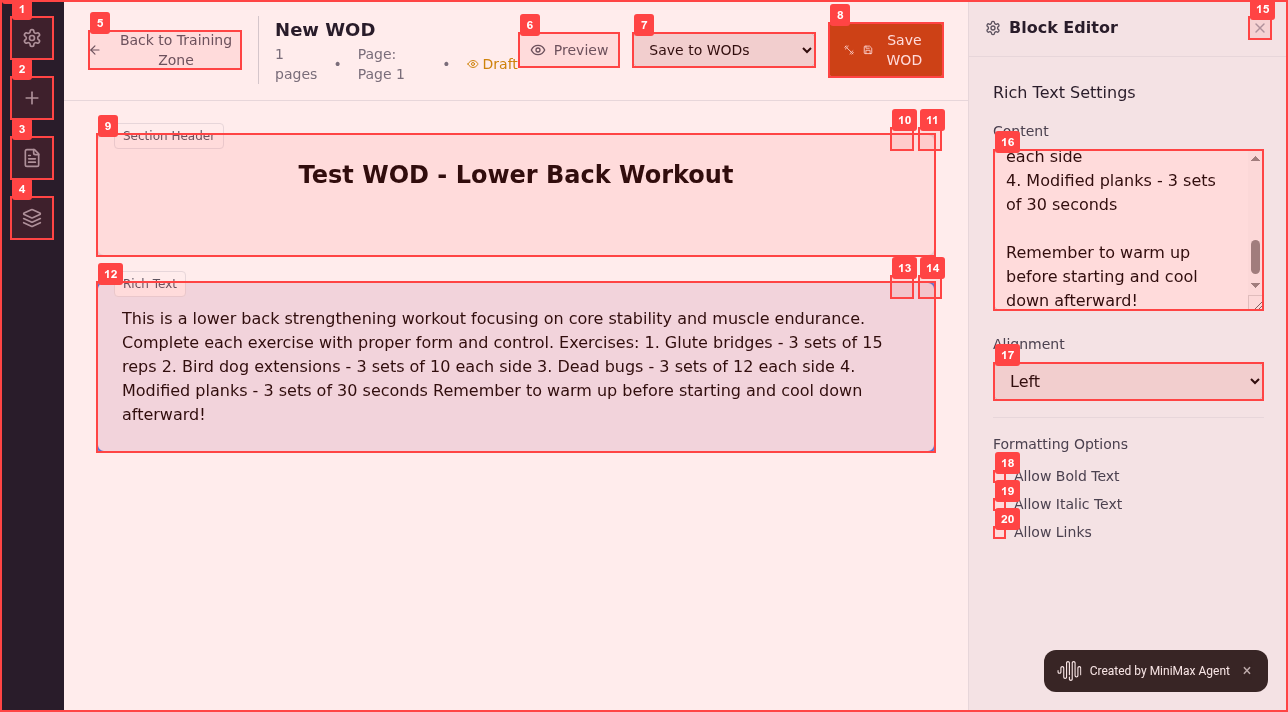 1
2
3
4
5
Back to Training
Zone
New WOD
1
pages
•
Page:
Page 1
•
Draft
6
Preview
7
Save to WODs
8
Save
WOD
9
Section Header
10
11
Test WOD - Lower Back Workout
12
Rich Text
13
14
This is a lower back strengthening workout focusing on core stability and muscle endurance.
Complete each exercise with proper form and control. Exercises: 1. Glute bridges - 3 sets of 15
reps 2. Bird dog extensions - 3 sets of 10 each side 3. Dead bugs - 3 sets of 12 each side 4.
Modified planks - 3 sets of 30 seconds Remember to warm up before starting and cool down
afterward!
Block Editor
15
Rich Text Settings
Content
16
each side
4. Modified planks - 3 sets
of 30 seconds
Remember to warm up
before starting and cool
down afterward!
Alignment
17
Left
Formatting Options
18
Allow Bold Text
19
Allow Italic Text
20
Allow Links
Created by MiniMax Agent